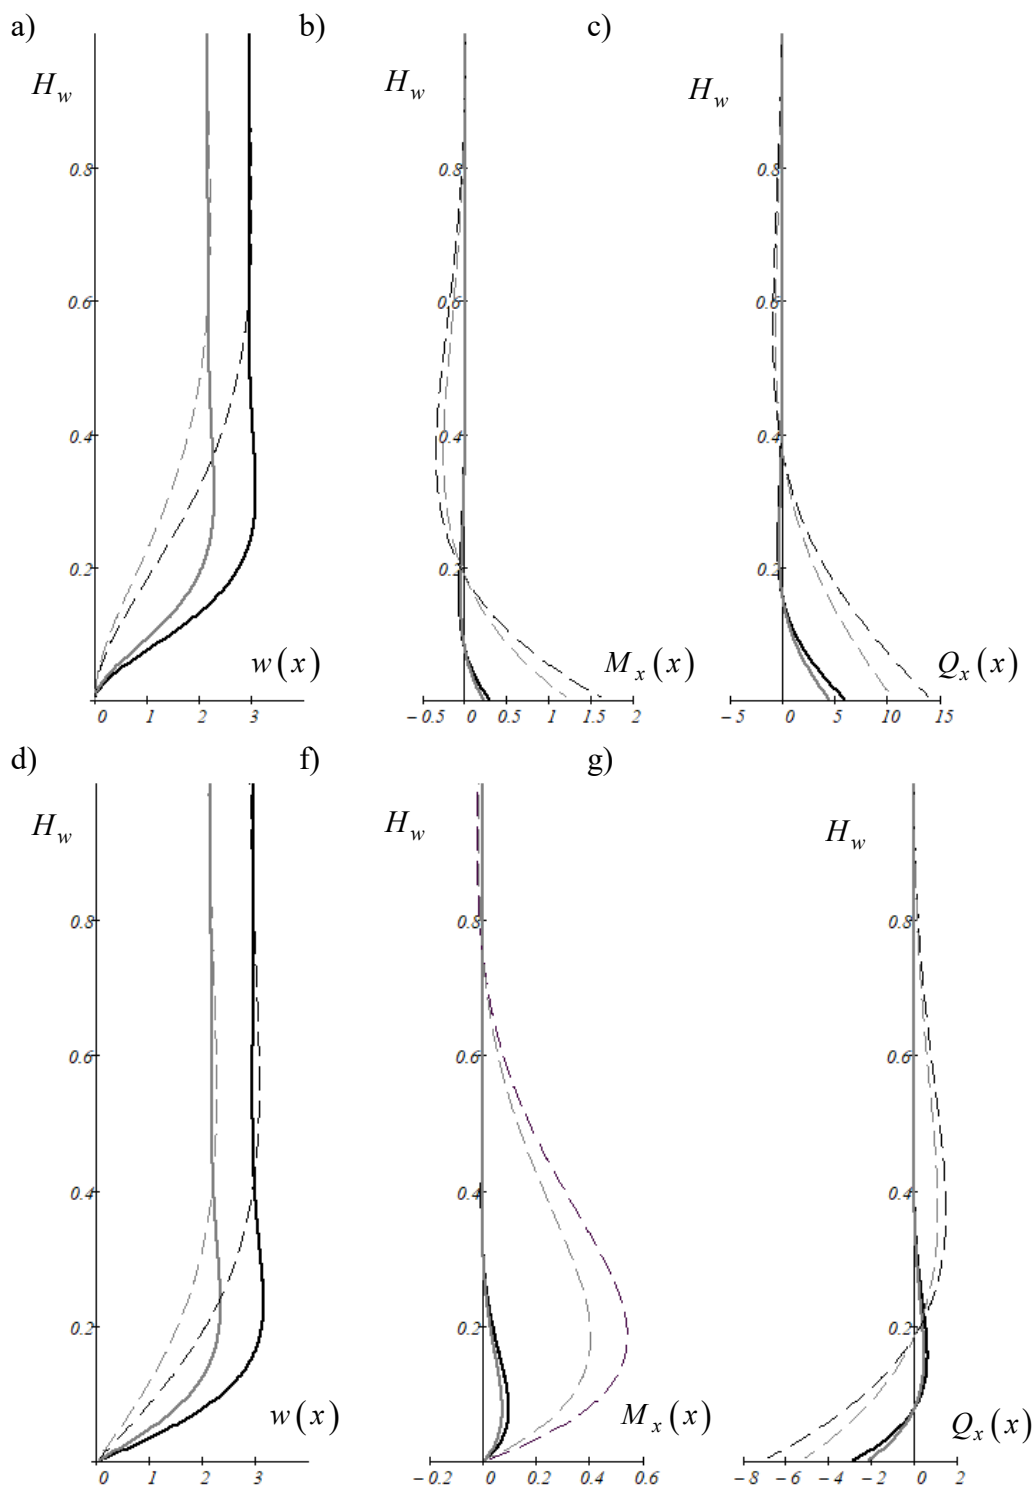 a) b) c)
H_w H_w H_w
0.8 0.8 0.8
0.6 0.6 0.6
0.4 0.4 0.4
0.2 0.2 0.2
w(x) M_x(x) Q_x(x)
0 1 2 3 −0.5 0 0.5 1 1.5 2 −5 0 5 10 15
d) f) g)
H_w H_w H_w
0.8 0.8 0.8
0.6 0.6 0.6
0.4 0.4 0.4
0.2 0.2 0.2
w(x) M_x(x) Q_x(x)
0 1 2 3 −0.2 0 0.2 0.4 0.6 −8 −6 −4 −2 0 2